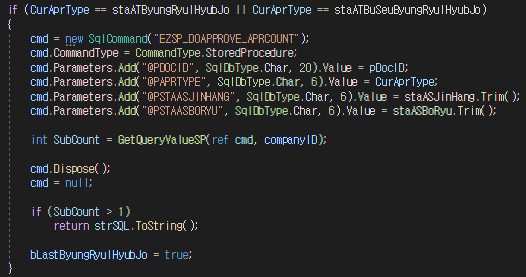 if (CurAprType == staATByungRyulHyubJo || CurAprType == staATBuSeuByungRyulHyubJo)
{
cmd = new SqlCommand("EZSP_DOAPPROVE_APRCOUNT");
cmd.CommandType = CommandType.StoredProcedure;
cmd.Parameters.Add("@PDOCID", SqlDbType.Char, 20).Value = pDocID;
cmd.Parameters.Add("@PAPRTYPE", SqlDbType.Char, 6).Value = CurAprType;
cmd.Parameters.Add("@PSTAASJINHANG", SqlDbType.Char, 6).Value = staASJinHang.Trim();
cmd.Parameters.Add("@PSTAASBORYU", SqlDbType.Char, 6).Value = staASBoRyu.Trim();
int SubCount = GetQueryValueSP(ref cmd, companyID);
cmd.Dispose();
cmd = null;
if (SubCount > 1)
return strSQL.ToString();
bLastByungRyulHyubJo = true;
}